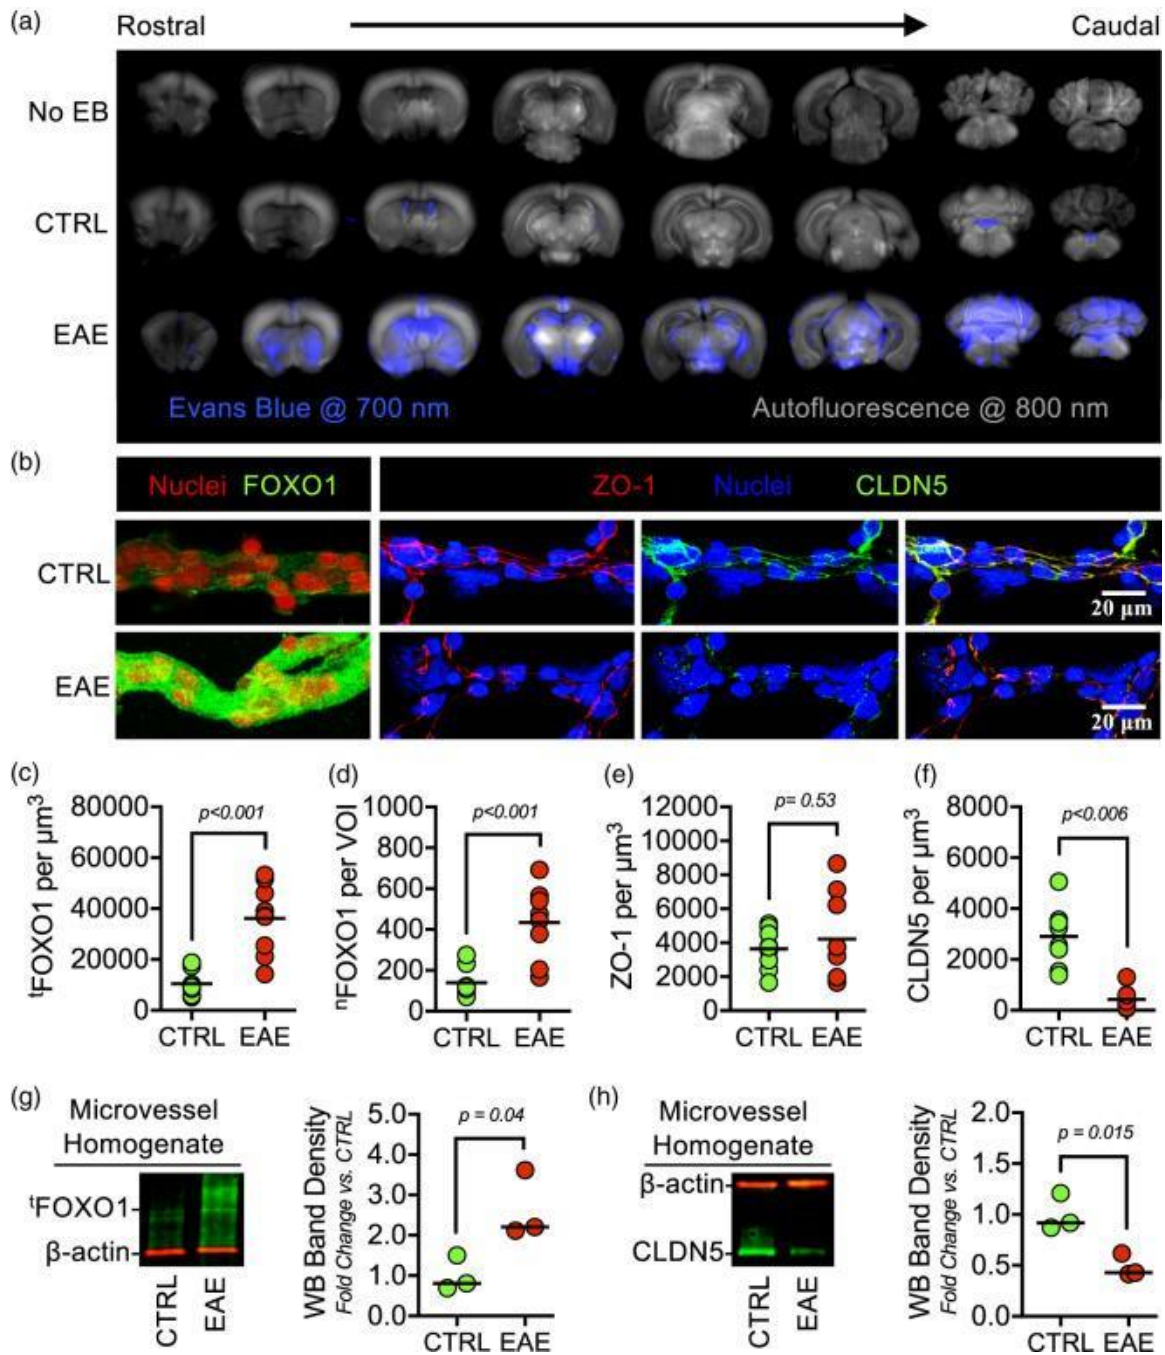 (a)
Rostral
Caudal
No EB
CTRL
EAE
Evans Blue @ 700 nm
Autofluorescence @ 800 nm
(b)
Nuclei FOXO1
ZO-1
Nuclei
CLDN5
CTRL
20 µm
EAE
20 µm
(c)
ᵗFOXO1 per µm³
80000
60000
40000
20000
0
p<0.001
CTRL EAE
(d)
ⁿFOXO1 per VOI
1000
800
600
400
200
0
p<0.001
CTRL EAE
(e)
ZO-1 per µm³
12000
10000
8000
6000
4000
2000
0
p= 0.53
CTRL EAE
(f)
CLDN5 per µm³
8000
6000
4000
2000
0
p<0.006
CTRL EAE
(g)
Microvessel
Homogenate
ᵗFOXO1
β-actin
CTRL
EAE
WB Band Density
Fold Change vs. CTRL
5.0
4.0
3.0
2.0
1.0
0.0
p = 0.04
CTRL EAE
(h)
Microvessel
Homogenate
β-actin
CLDN5
CTRL
EAE
WB Band Density
Fold Change vs. CTRL
2.0
1.5
1.0
0.5
0.0
p = 0.015
CTRL EAE